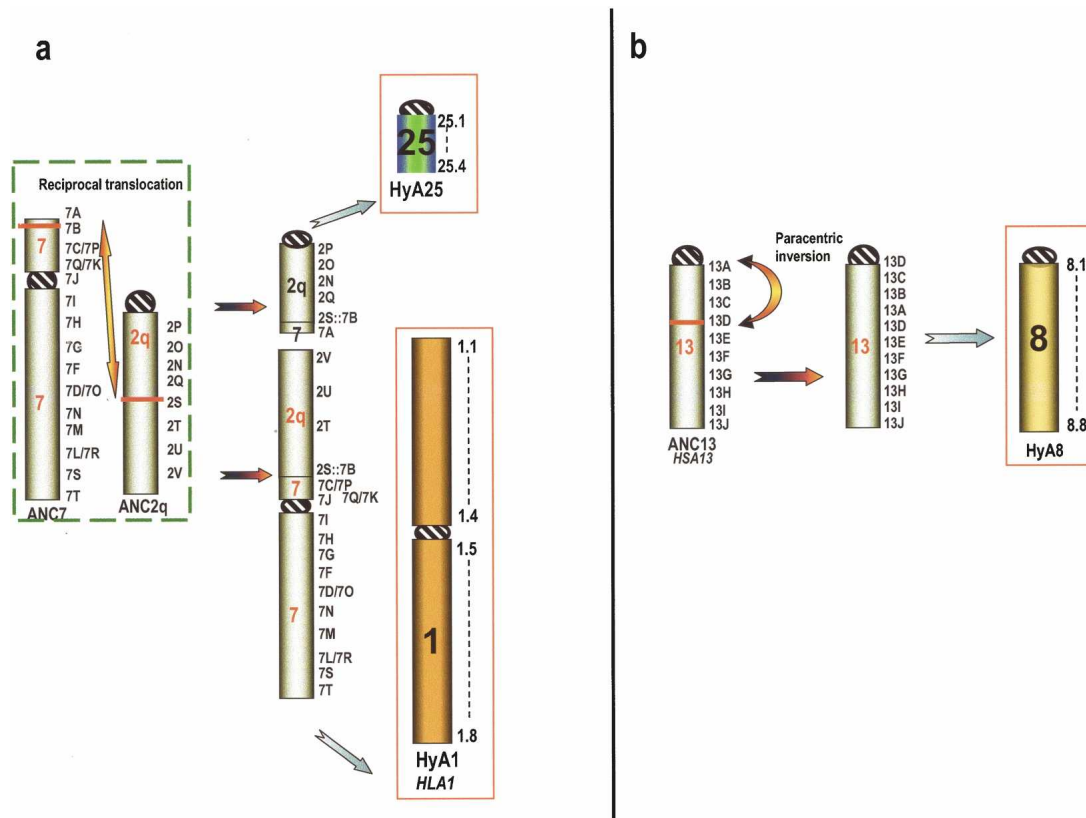 a
Reciprocal translocation
7A
7B
7
7C/7P
7Q/7K
7J
7I
7H
7G
7F
7
7D/7O
7N
7M
7L/7R
7S
7T
ANC7
2P
2q
2O
2N
2Q
2S
2T
2U
2V
ANC2q
2P
2O
2q
2N
2Q
2S::7B
7
7A
2V
2U
2q
2T
2S::7B
7
7C/7P
7J 7Q/7K
7I
7H
7G
7F
7D/7O
7
7N
7M
7L/7R
7S
7T
25.1
25
25.4
HyA25
1.1
1.4
1.5
1
1.8
HyA1
HLA1
b
Paracentric
inversion
13A
13B
13C
13D
13
13E
13F
13G
13H
13I
13J
ANC13
HSA13
13D
13C
13B
13A
13D
13
13E
13F
13G
13H
13I
13J
8.1
8
8.8
HyA8